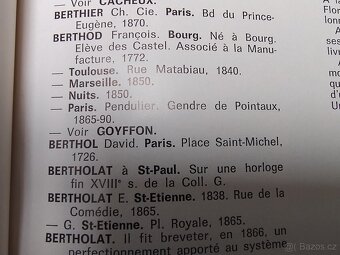 — Voir CACHEUX.
BERTHIER Ch. Cie. Paris. Bd du Prince-
Eugène, 1870.
BERTHOD François. Bourg. Né à Bourg.
Elève des Castel. Associé à la Manu-
facture, 1772.
— Toulouse. Rue Matabiau, 1840.
— Marseille. 1850.
— Nuits. 1850.
— Paris. Pendulier. Gendre de Pointaux,
1865-90.
— Voir GOYFFON.
BERTHOL David. Paris. Place Saint-Michel,
1726.
BERTHOLAT à St-Paul. Sur une horloge
fin XVIIIe s. de la Coll. G.
BERTHOLAT E. St-Etienne. 1838. Rue de la
Comédie, 1865.
— G. St-Etienne. Pl. Royale, 1865.
BERTHOLAT. Il fit breveter, en 1866, un
perfectionnement apporté au système